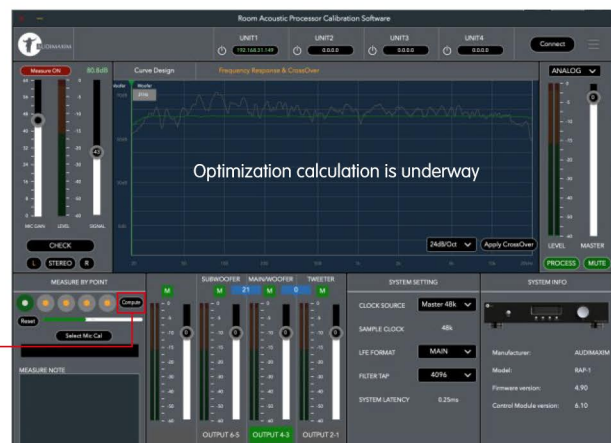 Room Acoustic Processor Calibration Software
AUDIMAXIM
UNIT1
192.168.51.149
UNIT2
0.0.0.0
UNIT3
0.0.0.0
UNIT4
0.0.0.0
Connect
Measure ON
80.8dB
Curve Design
Frequency Response & CrossOver
ANALOG
Woofer
Optimization calculation is underway
24dB/Oct
Apply CrossOver
MIC GAIN
LEVEL
SIGNAL
CHECK
L
STEREO
R
LEVEL
MASTER
PROCESS
MUTE
MEASURE BY POINT
Compute
Reset
Select Mic Cal
MEASURE NOTE
SUBWOOFER
MAIN/WOOFER
TWEETER
M
M
21
M
0
M
OUTPUT 6-5
OUTPUT 4-3
OUTPUT 2-1
SYSTEM SETTING
CLOCK SOURCE
Master 48k
SAMPLE CLOCK
48k
LFE FORMAT
MAIN
FILTER TAP
4096
SYSTEM LATENCY
0.25ms
SYSTEM INFO
Manufacturer:
AUDIMAXIM
Model:
RAP-1
Firmware version:
4.90
Control Module version:
6.10